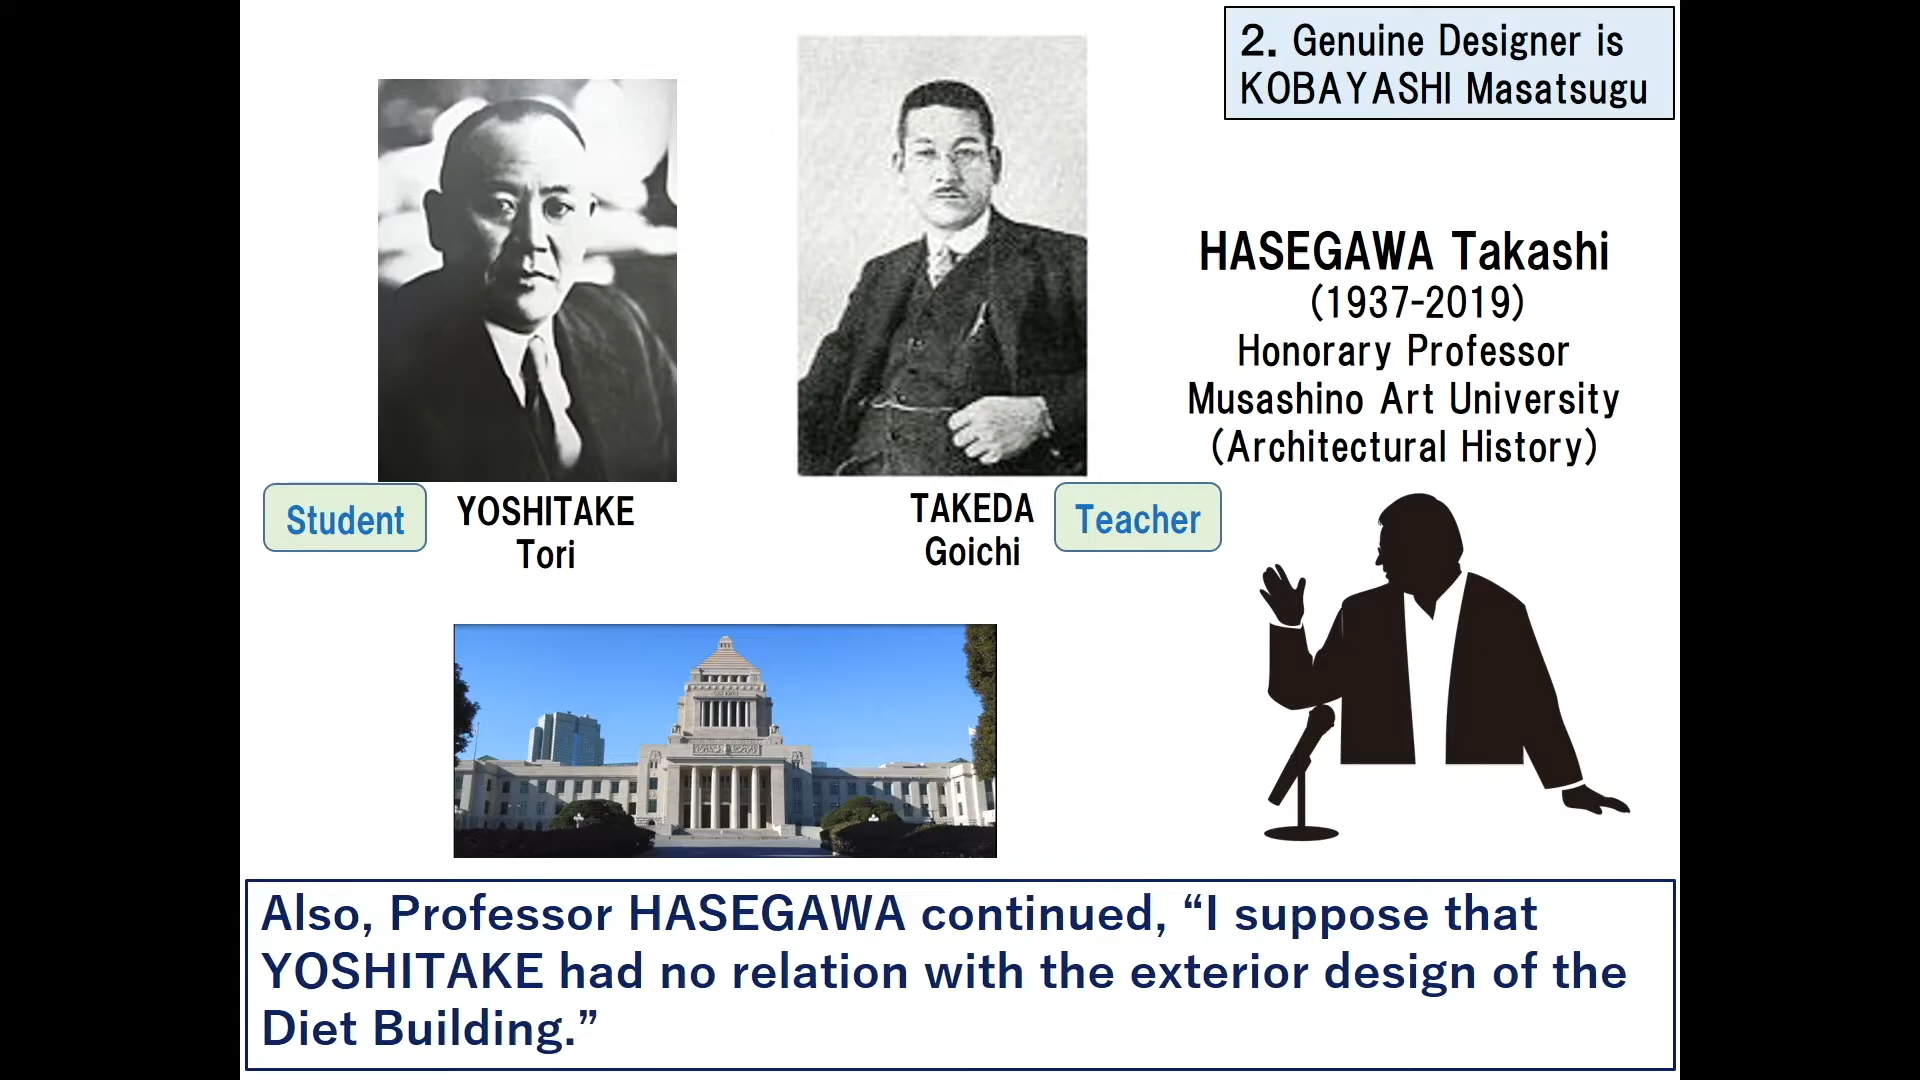 2. Genuine Designer is
KOBAYASHI Masatsugu
HASEGAWA Takashi
(1937-2019)
Honorary Professor
Musashino Art University
(Architectural History)
Student
YOSHITAKE
Tori
TAKEDA
Goichi
Teacher
Also, Professor HASEGAWA continued, “I suppose that
YOSHITAKE had no relation with the exterior design of the
Diet Building.”